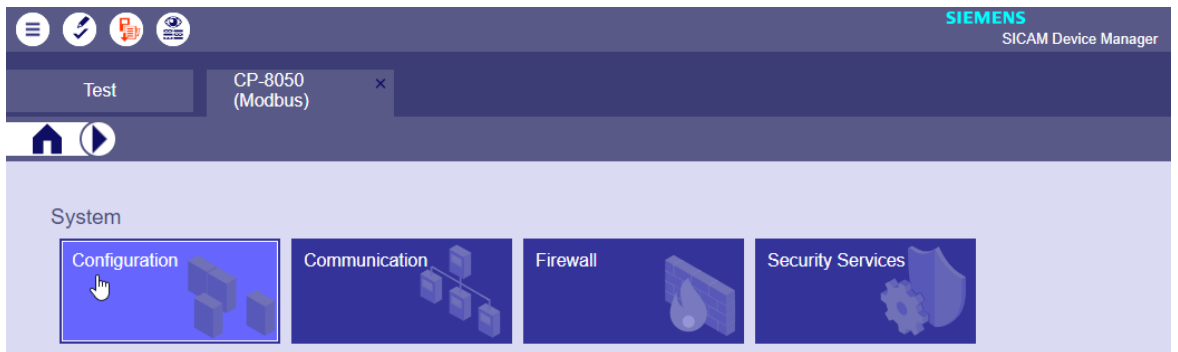 SIEMENS
SICAM Device Manager
Test
CP-8050
(Modbus)
×
System
Configuration
Communication
Firewall
Security Services